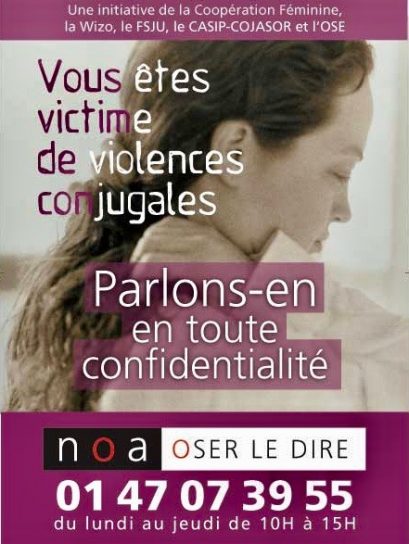 Une initiative de la Coopération Féminine,
la Wizo, le FSJU, le CASIP-COJASOR et l'OSE
Vous êtes
victime
de violences
conjugales
Parlons-en
en toute
confidentialité
noa OSER LE DIRE
01 47 07 39 55
du lundi au jeudi de 10H à 15H